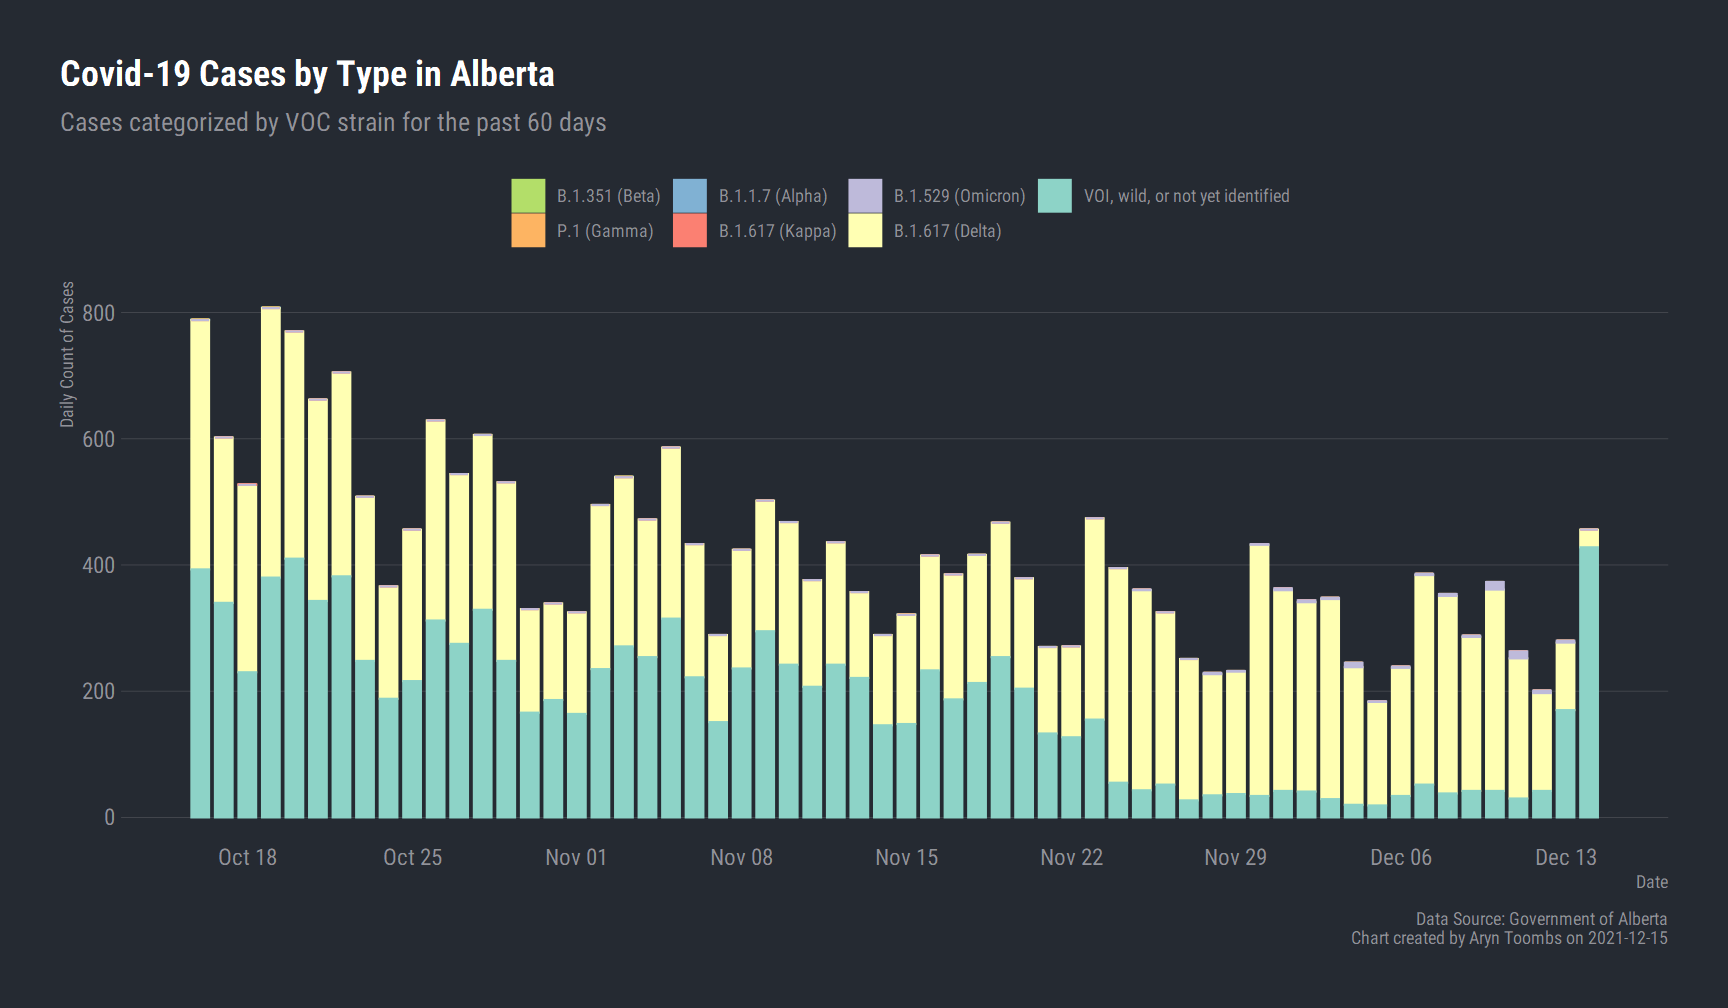 Covid-19 Cases by Type in Alberta
Cases categorized by VOC strain for the past 60 days
B.1.351 (Beta) B.1.1.7 (Alpha) B.1.529 (Omicron) VOI, wild, or not yet identified
P.1 (Gamma) B.1.617 (Kappa) B.1.617 (Delta)
Daily Count of Cases
800
600
400
200
0
Oct 18 Oct 25 Nov 01 Nov 08 Nov 15 Nov 22 Nov 29 Dec 06 Dec 13
Date
Data Source: Government of Alberta
Chart created by Aryn Toombs on 2021-12-15